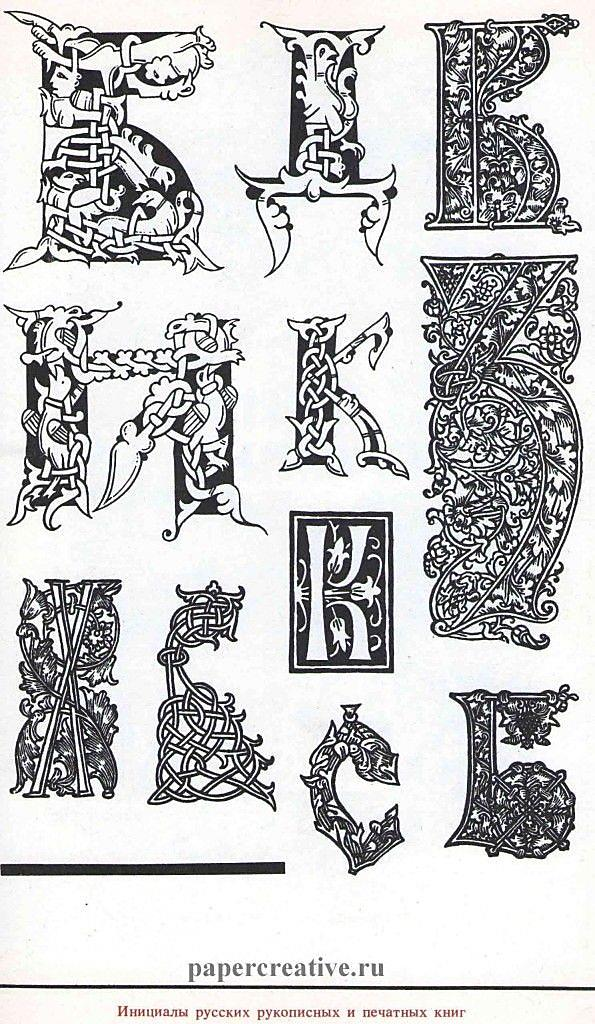 Б Д В
К
К
Ж Б
С Б
papercreative.ru
Инициалы русских рукописных и печатных книг